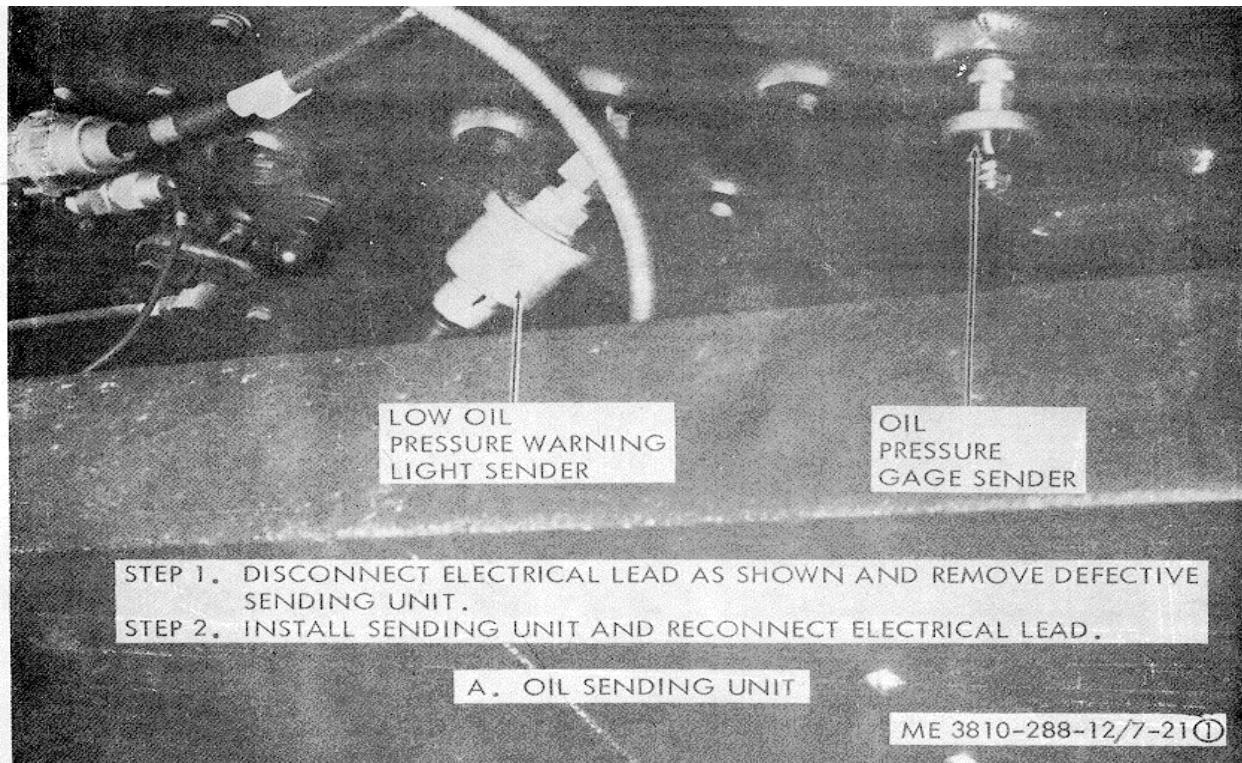 LOW OIL
PRESSURE WARNING
LIGHT SENDER
OIL
PRESSURE
GAGE SENDER
STEP 1. DISCONNECT ELECTRICAL LEAD AS SHOWN AND REMOVE DEFECTIVE
SENDING UNIT.
STEP 2. INSTALL SENDING UNIT AND RECONNECT ELECTRICAL LEAD.
A. OIL SENDING UNIT
ME 3810-288-12/7-21①